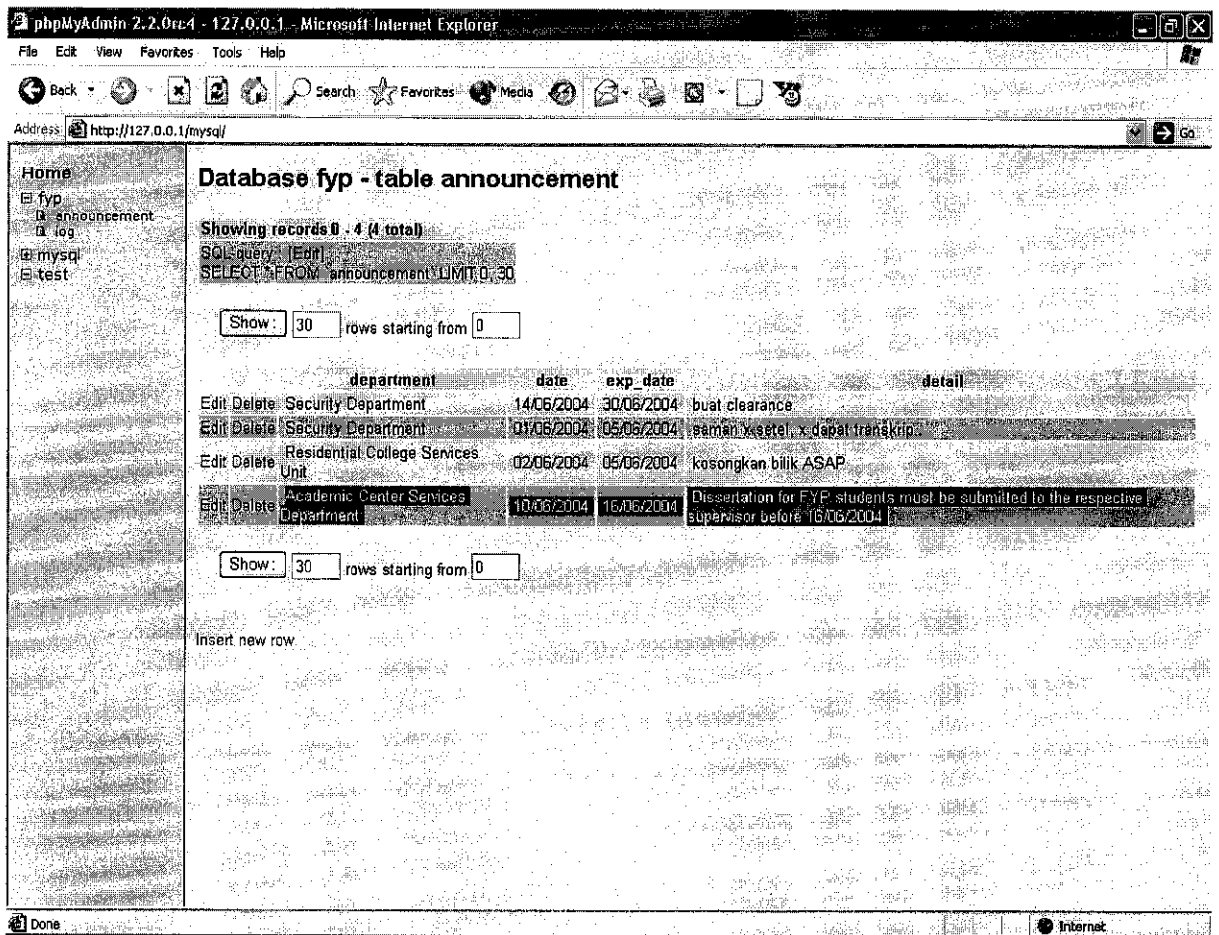 phpMyAdmin 2.2.0rc4 - 127.0.0.1 - Microsoft Internet Explorer
File Edit View Favorites Tools Help
Back Search Favorites Media
Address http://127.0.0.1/mysql/ Go
Home
fyp
announcement
log
mysql
test
Database fyp - table announcement
Showing records 0 - 4 (4 total)
SQL-query : [Edit]
SELECT * FROM `announcement` LIMIT 0, 30
Show : 30 rows starting from 0
department date exp_date detail
Edit Delete Security Department 14/06/2004 30/06/2004 buat clearance
Edit Delete Security Department 01/06/2004 05/06/2004 saman x setel, x dapat transkrip..
Edit Delete Residential College Services Unit 02/06/2004 05/06/2004 kosongkan bilik ASAP
Edit Delete Academic Center Services Department 10/06/2004 16/06/2004 Dissertation for FYP students must be submitted to the respective supervisor before 16/06/2004
Show : 30 rows starting from 0
Insert new row
Done Internet